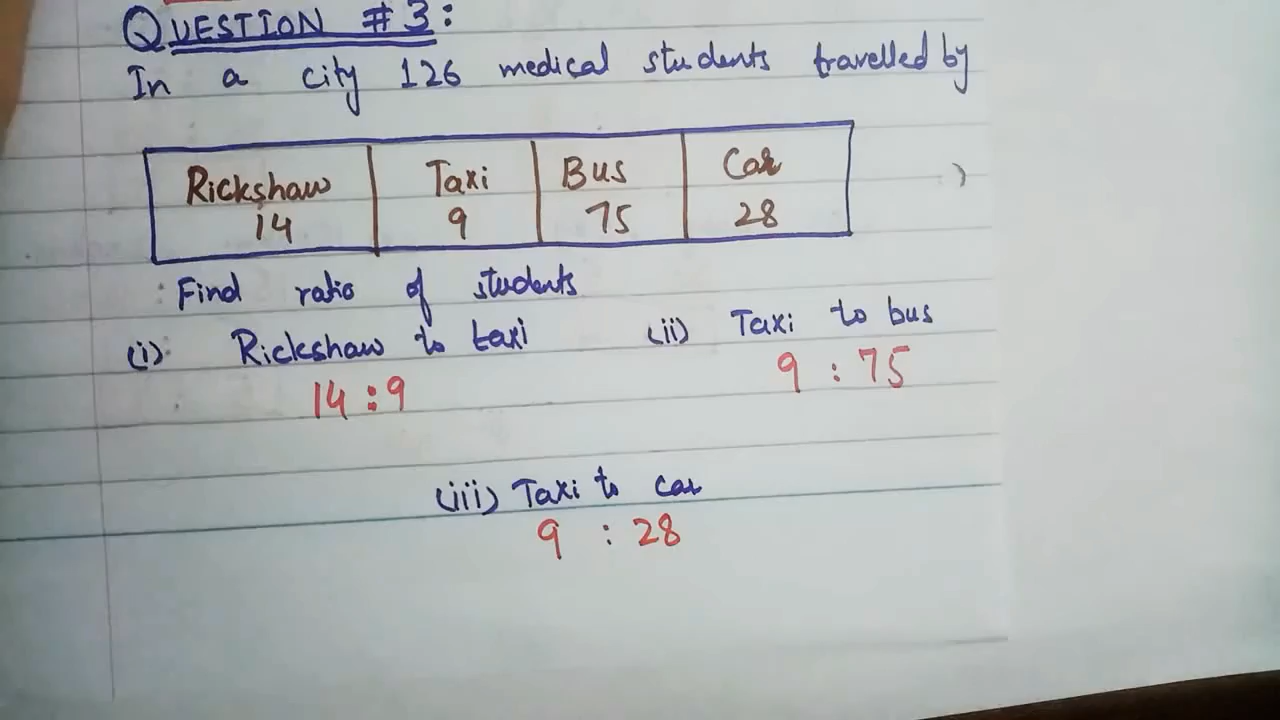 QUESTION #3:
In a city 126 medical students travelled by
Rickshaw Taxi Bus Car
14 9 75 28
Find ratio of students
(i) Rickshaw to taxi (ii) Taxi to bus
14:9 9 : 75
(iii) Taxi to car
9 : 28